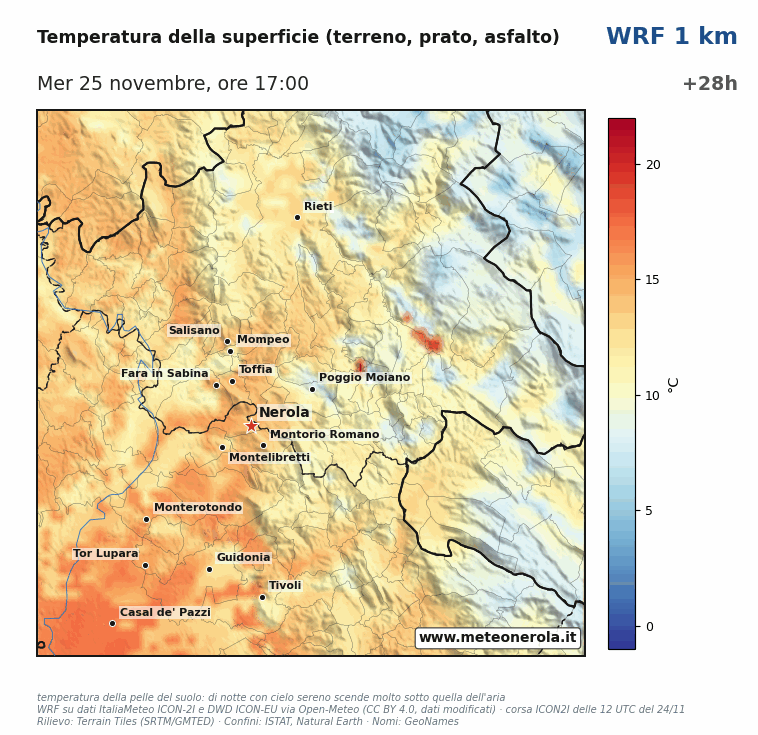 Temperatura della superficie (terreno, prato, asfalto)
WRF 1 km
Mer 25 novembre, ore 17:00
+28h
Rieti
Salisano
Mompeo
Fara in Sabina
Toffia
Poggio Moiano
Nerola
Montorio Romano
Montelibretti
Monterotondo
Tor Lupara
Guidonia
Tivoli
Casal de' Pazzi
www.meteonerola.it
20
15
10
5
0
°C
temperatura della pelle del suolo: di notte con cielo sereno scende molto sotto quella dell'aria
WRF su dati ItaliaMeteo ICON-2I e DWD ICON-EU via Open-Meteo (CC BY 4.0, dati modificati) · corsa ICON2I delle 12 UTC del 24/11
Rilievo: Terrain Tiles (SRTM/GMTED) · Confini: ISTAT, Natural Earth · Nomi: GeoNames